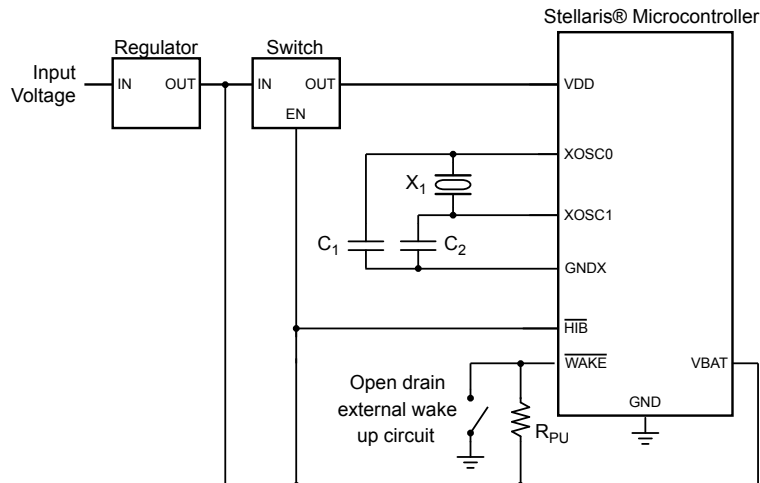 Stellaris® Microcontroller
Regulator
Switch
Input
Voltage
IN
OUT
IN
OUT
EN
VDD
XOSC0
X1
XOSC1
C1
C2
GNDX
HIB
WAKE
VBAT
Open drain
external wake
up circuit
RPU
GND